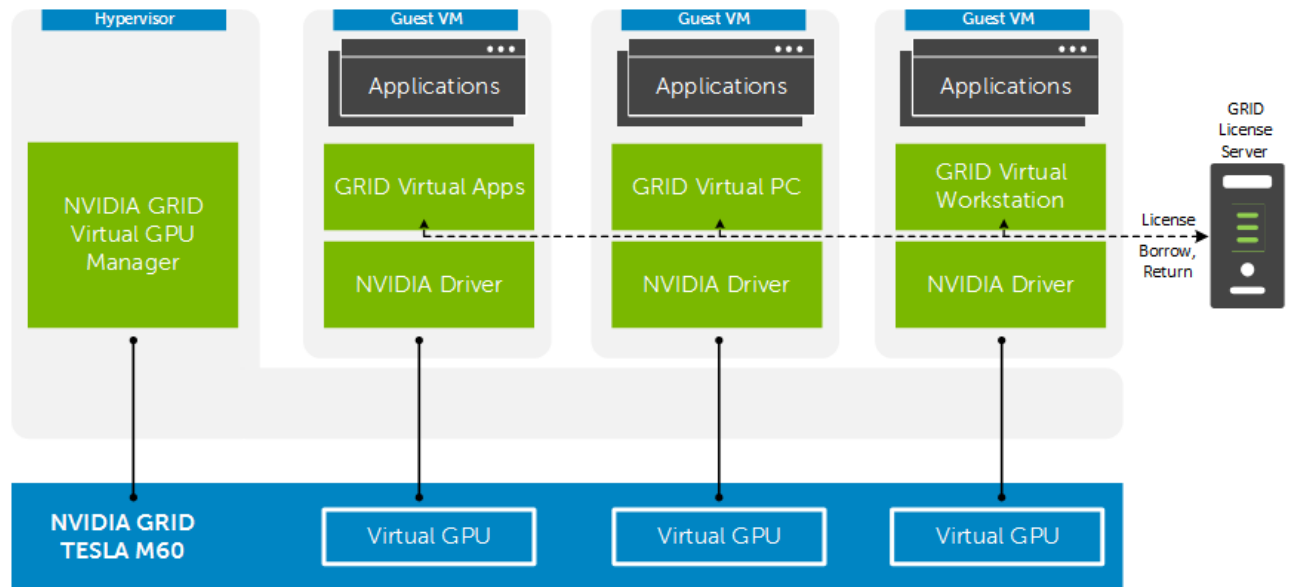 Hypervisor
Guest VM
Guest VM
Guest VM
Applications
Applications
Applications
GRID
License
Server
NVIDIA GRID
Virtual GPU
Manager
GRID Virtual Apps
GRID Virtual PC
GRID Virtual
Workstation
License
Borrow,
Return
NVIDIA Driver
NVIDIA Driver
NVIDIA Driver
NVIDIA GRID
TESLA M60
Virtual GPU
Virtual GPU
Virtual GPU